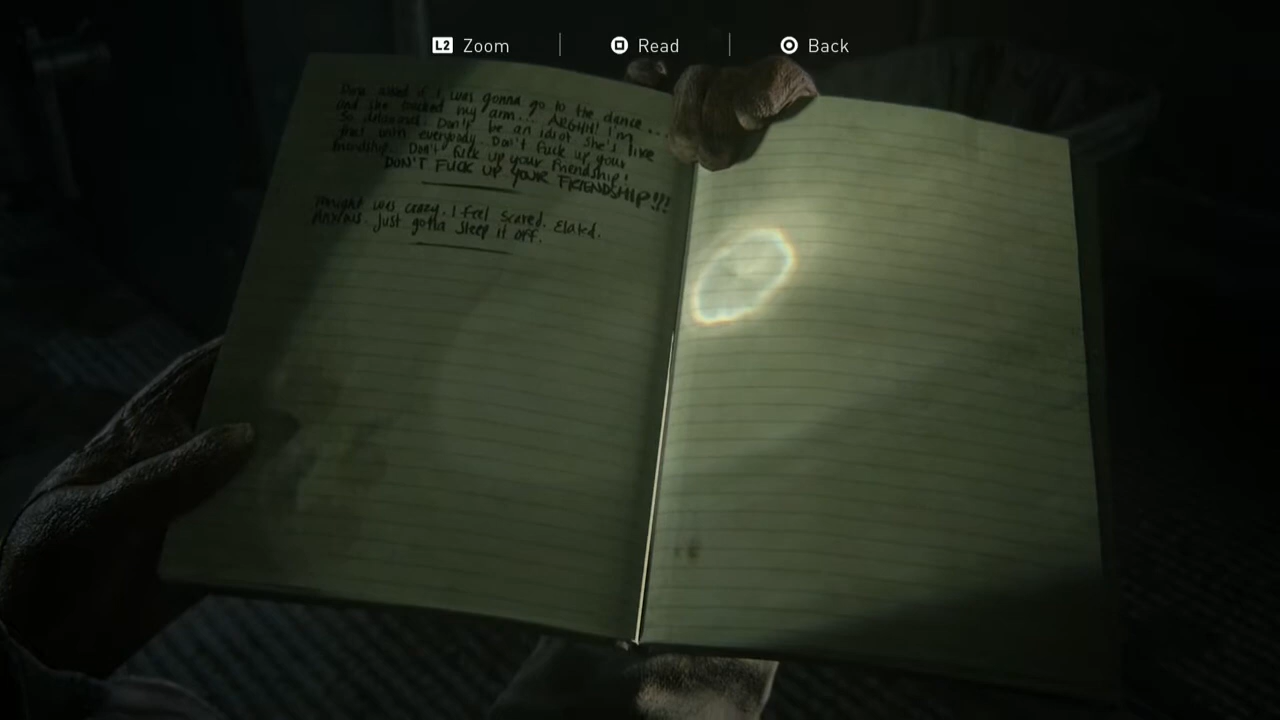 L2 Zoom Read Back
Dina asked if I was gonna go to the dance...
and she touched my arm... ARGHH! I'm
so delusional. Don't be an idiot. She's like
that with everybody. Don't fuck up your
friendship. Don't fuck up your friendship!
DON'T FUCK UP YOUR FRIENDSHIP!!!
Tonight was crazy. I feel scared. Elated.
Anxious. Just gotta sleep it off.